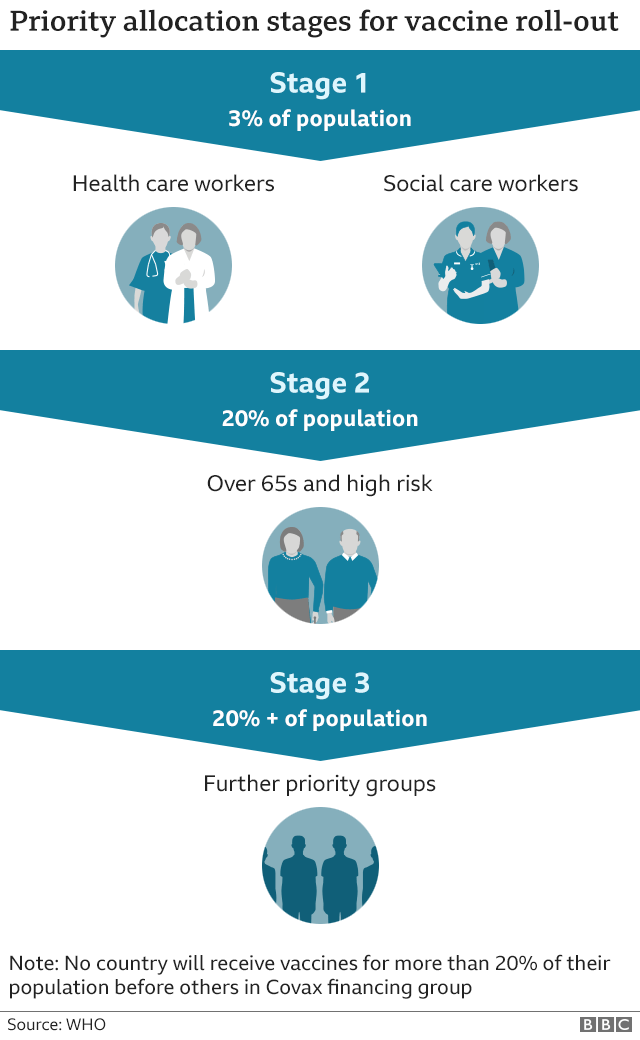 Priority allocation stages for vaccine roll-out
Stage 1
3% of population
Health care workers
Social care workers
Stage 2
20% of population
Over 65s and high risk
Stage 3
20% + of population
Further priority groups
Note: No country will receive vaccines for more than 20% of their
population before others in Covax financing group
Source: WHO
BBC